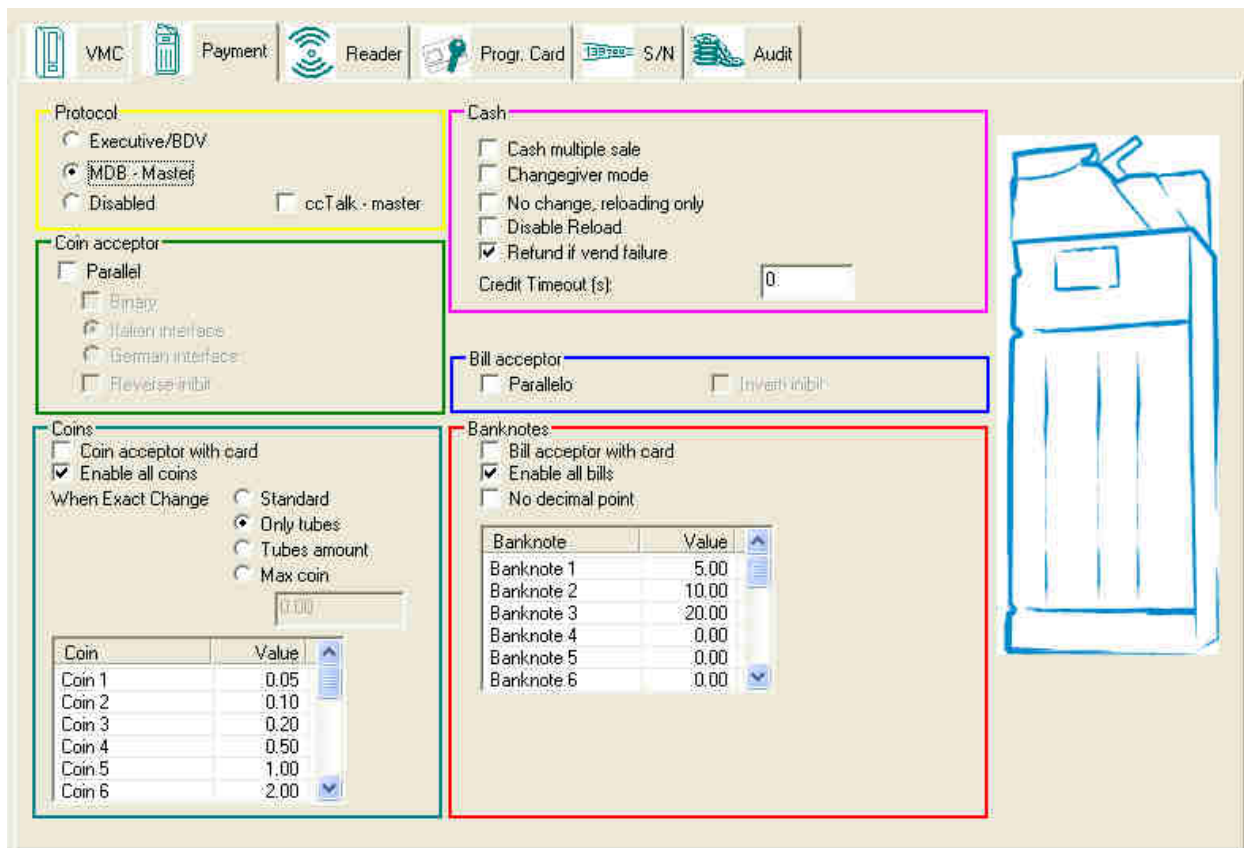 VMC
Payment
Reader
Progr. Card
S/N
Audit
Protocol
Executive/BDV
MDB - Master
Disabled
ccTalk - master
Coin acceptor
Parallel
Binary
Italian interface
German interface
Reverse inibit
Coins
Coin acceptor with card
Enable all coins
When Exact Change
Standard
Only tubes
Tubes amount
Max coin
0.00
Coin Value
Coin 1 0.05
Coin 2 0.10
Coin 3 0.20
Coin 4 0.50
Coin 5 1.00
Coin 6 2.00
Cash
Cash multiple sale
Changegiver mode
No change, reloading only
Disable Reload
Refund if vend failure
Credit Timeout (s): 0
Bill acceptor
Parallelo
Inverti inibit
Banknotes
Bill acceptor with card
Enable all bills
No decimal point
Banknote Value
Banknote 1 5.00
Banknote 2 10.00
Banknote 3 20.00
Banknote 4 0.00
Banknote 5 0.00
Banknote 6 0.00